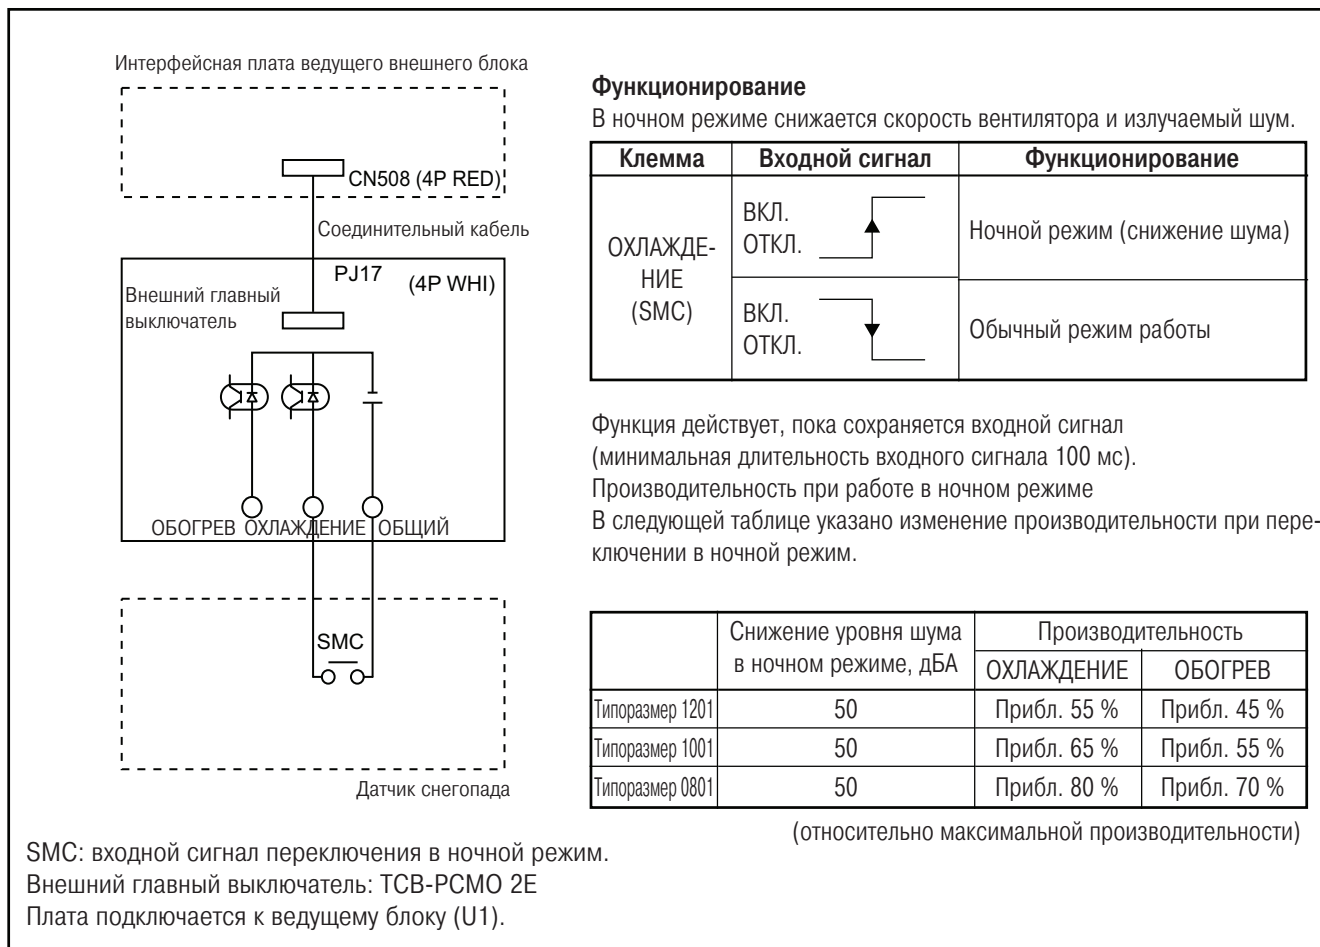 Интерфейсная плата ведущего внешнего блока
CN508 (4P RED)
Соединительный кабель
PJ17
(4P WHI)
Внешний главный
выключатель
ОБОГРЕВ ОХЛАЖДЕНИЕ ОБЩИЙ
SMC
Датчик снегопада
SMC: входной сигнал переключения в ночной режим.
Внешний главный выключатель: TCB-PCMO 2E
Плата подключается к ведущему блоку (U1).
Функционирование
В ночном режиме снижается скорость вентилятора и излучаемый шум.
Клемма Входной сигнал Функционирование
ОХЛАЖДЕ-
НИЕ
(SMC)
ВКЛ.
ОТКЛ.
Ночной режим (снижение шума)
ВКЛ.
ОТКЛ.
Обычный режим работы
Функция действует, пока сохраняется входной сигнал
(минимальная длительность входного сигнала 100 мс).
Производительность при работе в ночном режиме
В следующей таблице указано изменение производительности при пере-
ключении в ночной режим.
Снижение уровня шума
в ночном режиме, дБА
Производительность
ОХЛАЖДЕНИЕ ОБОГРЕВ
Типоразмер 1201 50 Прибл. 55 % Прибл. 45 %
Типоразмер 1001 50 Прибл. 65 % Прибл. 55 %
Типоразмер 0801 50 Прибл. 80 % Прибл. 70 %
(относительно максимальной производительности)